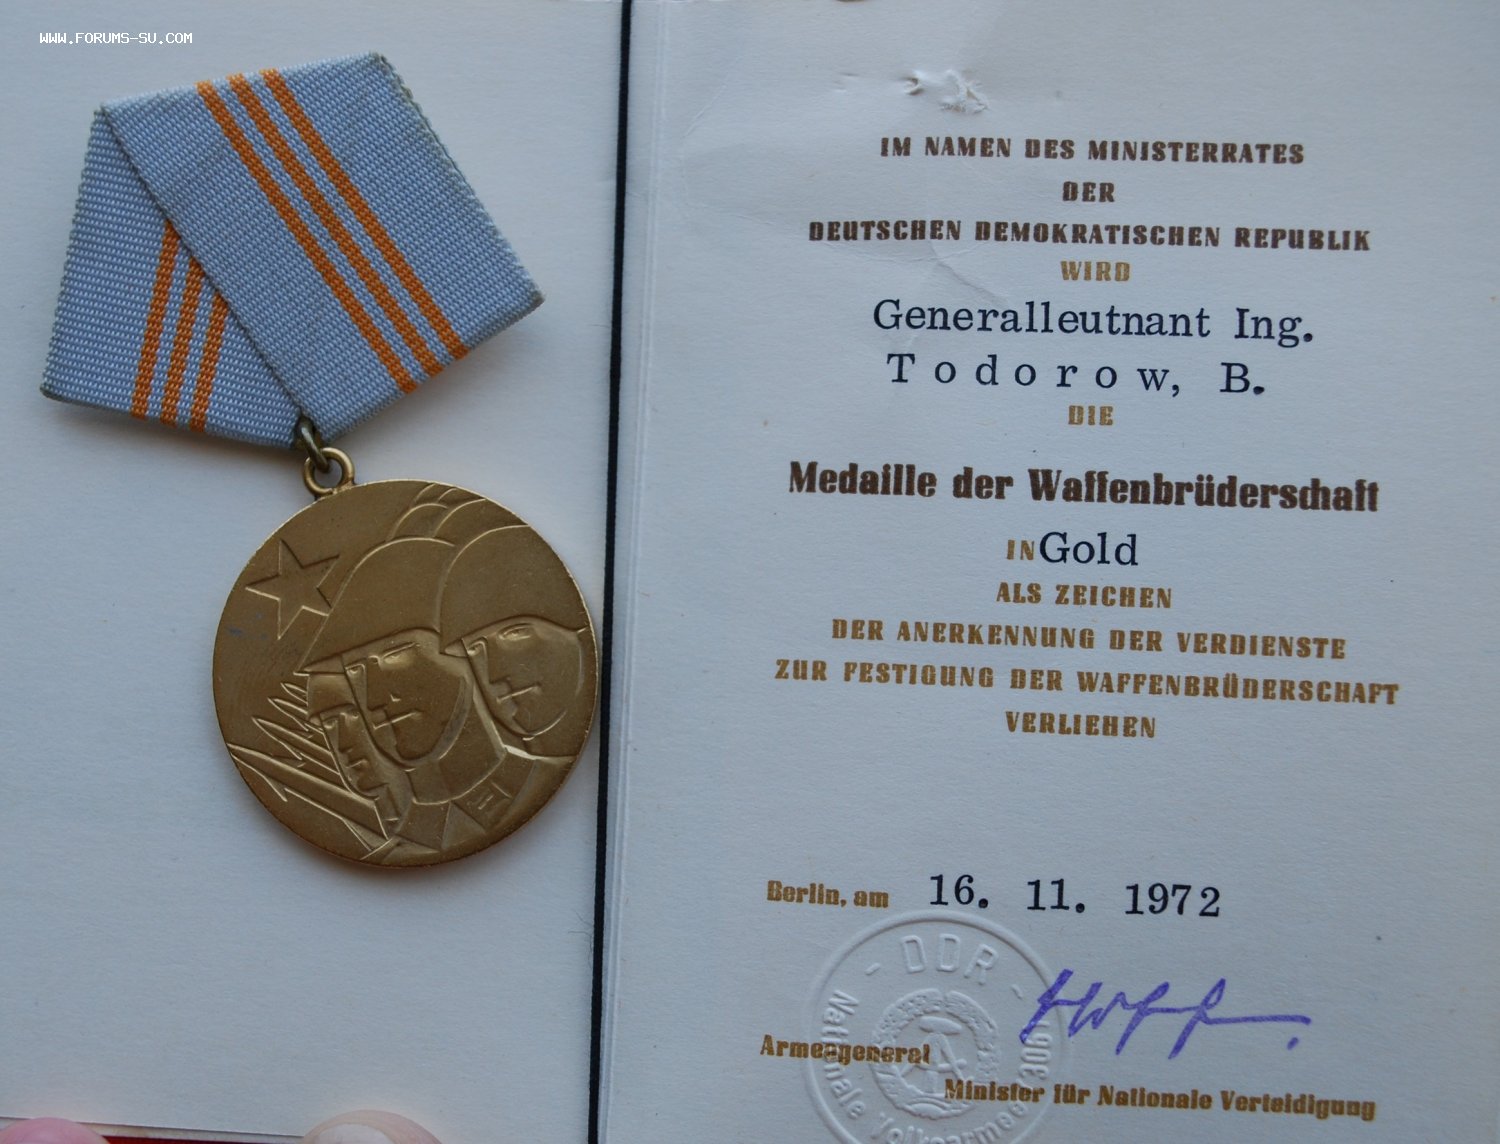 WWW.FORUMS-SU.COM
IM NAMEN DES MINISTERRATES
DER
DEUTSCHEN DEMOKRATISCHEN REPUBLIK
WIRD
Generalleutnant Ing.
Todorow, B.
DIE
Medaille der Waffenbrüderschaft
IN Gold
ALS ZEICHEN
DER ANERKENNUNG DER VERDIENSTE
ZUR FESTIGUNG DER WAFFENBRÜDERSCHAFT
VERLIEHEN
Berlin, am 16. 11. 1972
- DDR -
Nationale Volksarmee
Armeegeneral
Minister für Nationale Verteidigung